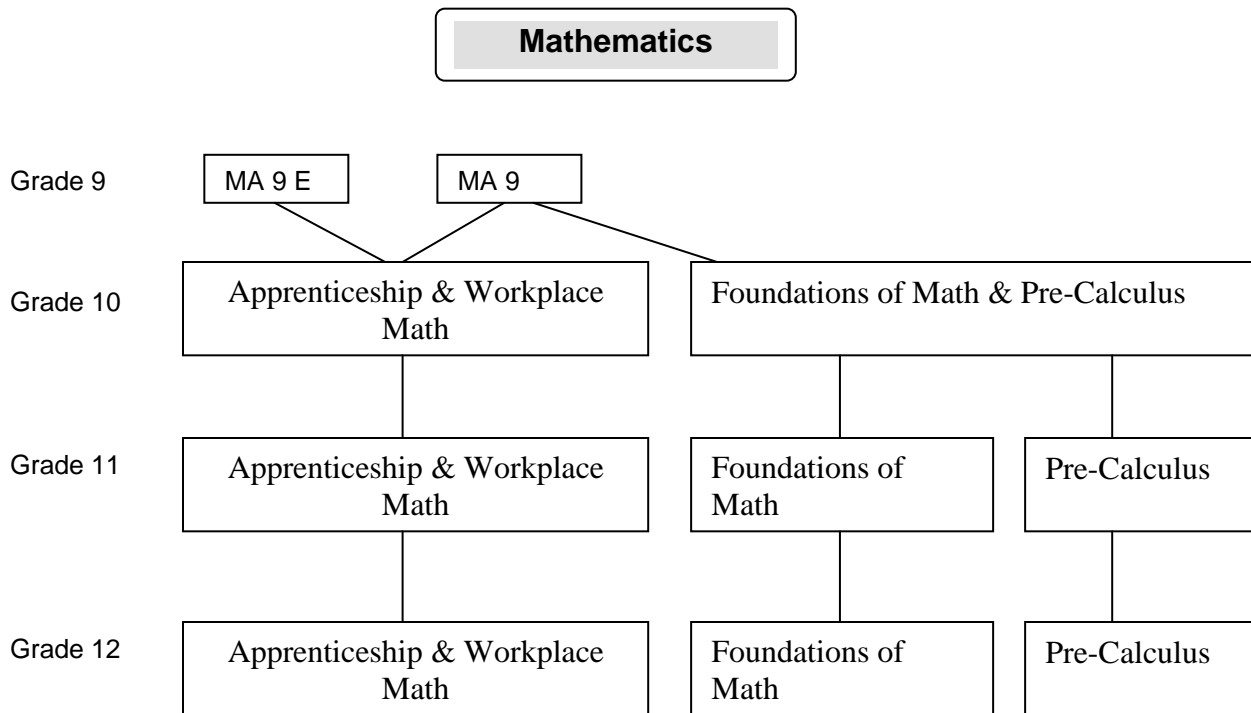 Mathematics
Grade 9
MA 9 E
MA 9
Grade 10
Apprenticeship & Workplace
Math
Foundations of Math & Pre-Calculus
Grade 11
Apprenticeship & Workplace
Math
Foundations of
Math
Pre-Calculus
Grade 12
Apprenticeship & Workplace
Math
Foundations of
Math
Pre-Calculus